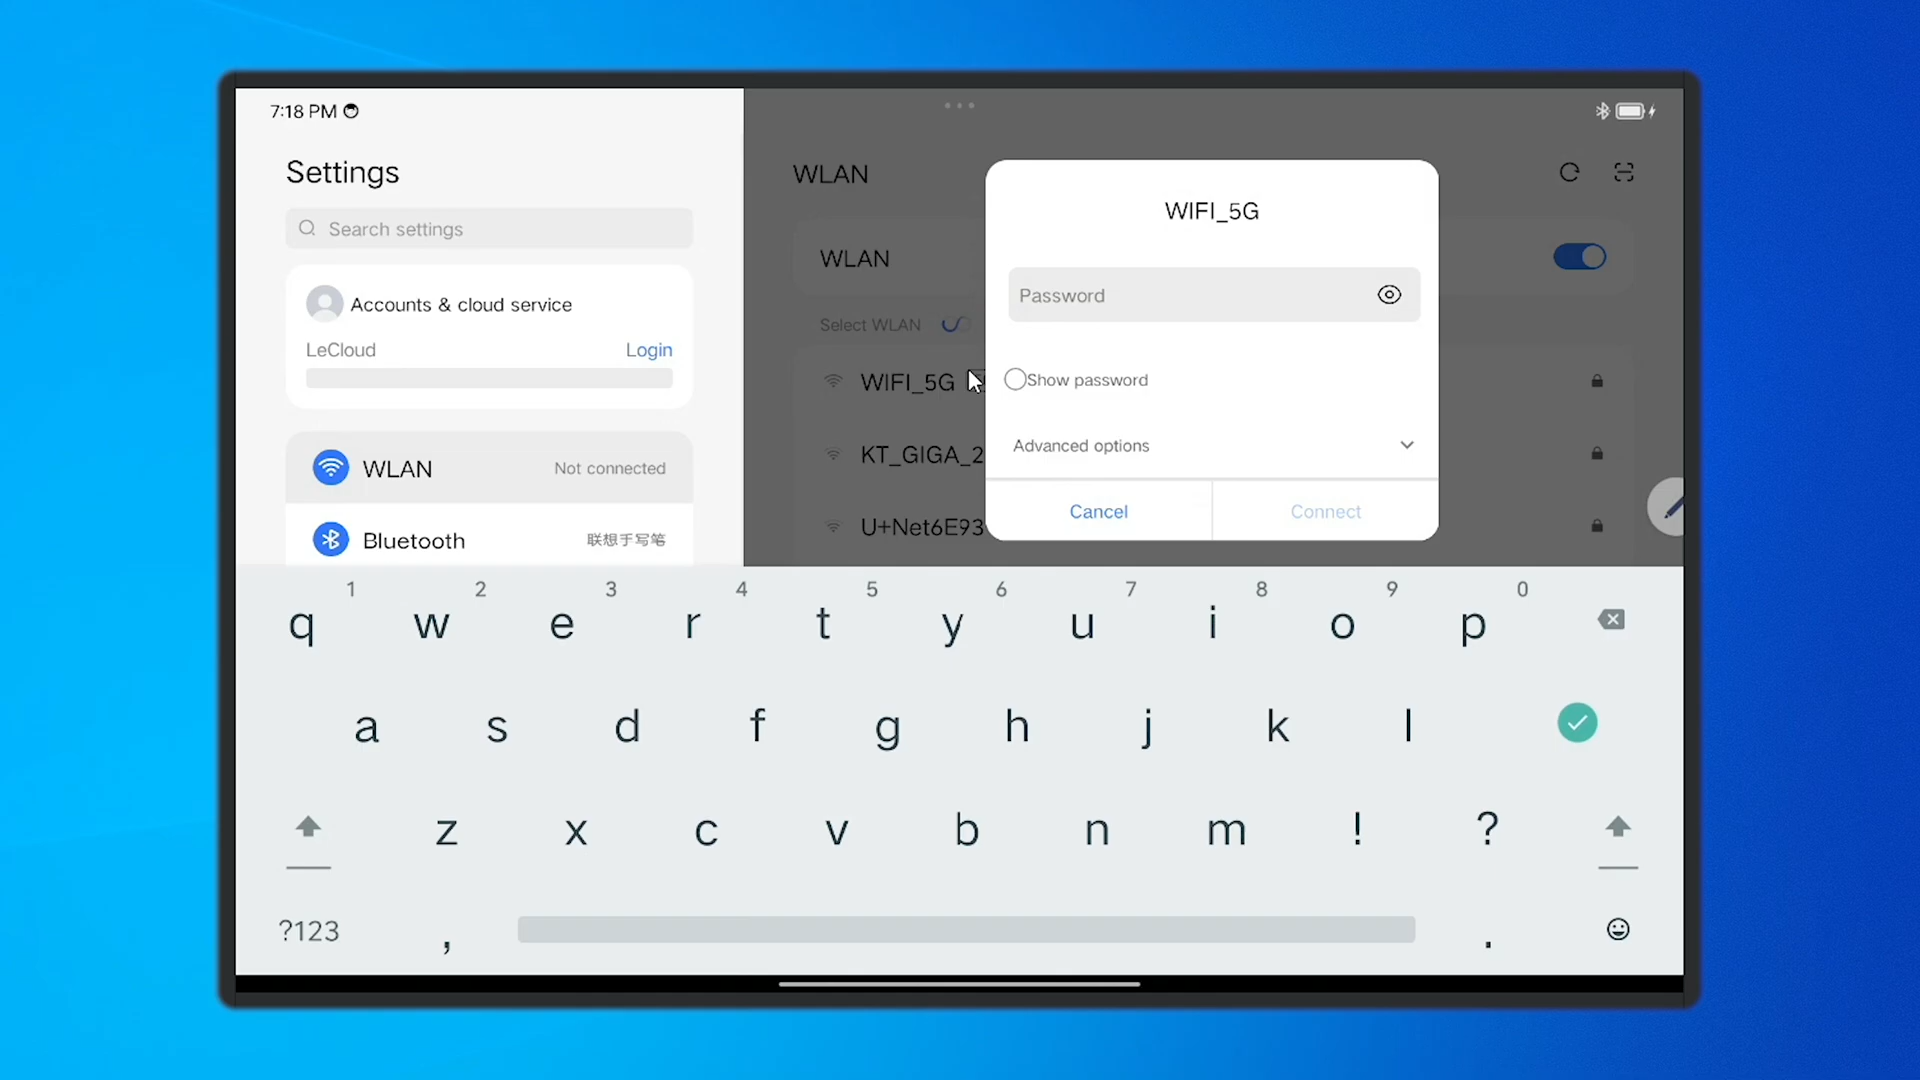 7:18 PM
Settings
Search settings
Accounts & cloud service
LeCloud
Login
WLAN
Not connected
Bluetooth
联想手写笔
WLAN
WLAN
Select WLAN
WIFI_5G
KT_GIGA_2
U+Net6E93
WIFI_5G
Password
Show password
Advanced options
Cancel
Connect
1 2 3 4 5 6 7 8 9 0
q w e r t y u i o p
a s d f g h j k l
z x c v b n m ! ?
?123 , .